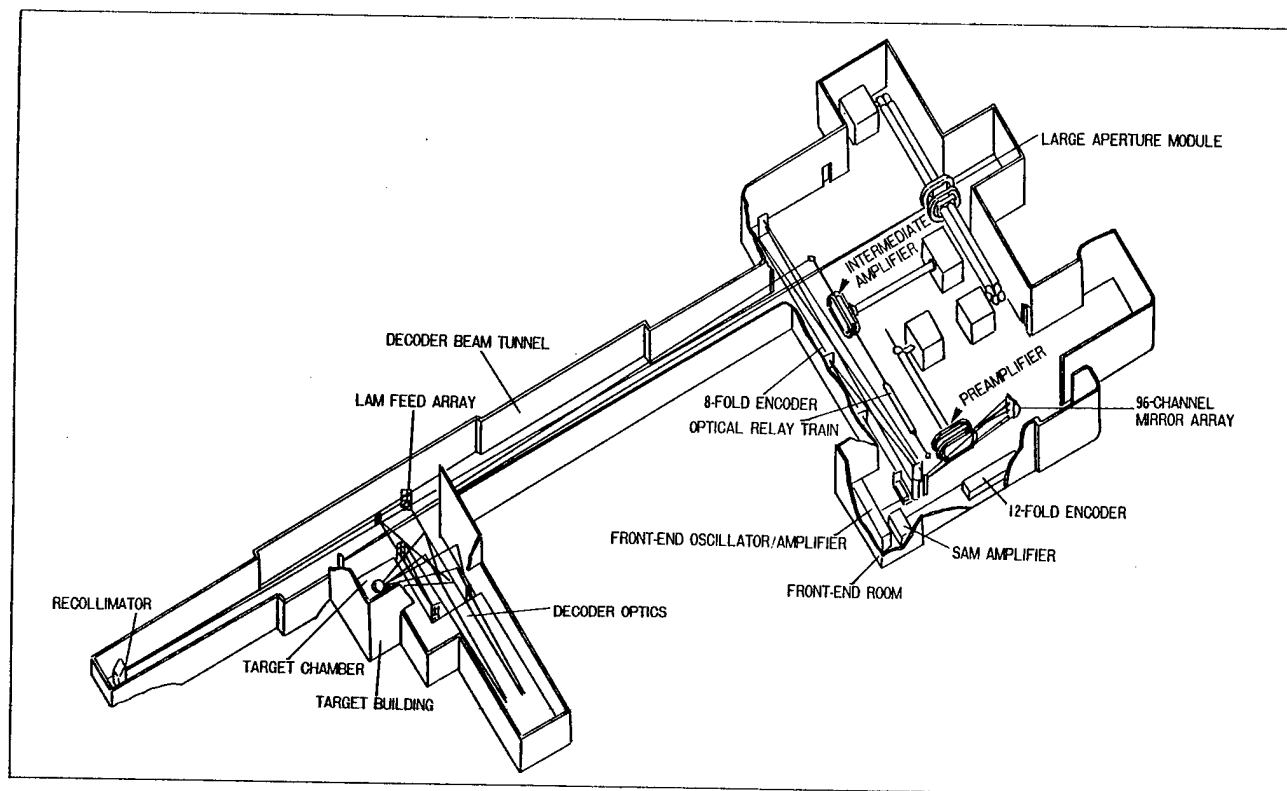 LARGE APERTURE MODULE
INTERMEDIATE
AMPLIFIER
DECODER BEAM TUNNEL
PREAMPLIFIER
LAM FEED ARRAY
8-FOLD ENCODER
OPTICAL RELAY TRAIN
96-CHANNEL
MIRROR ARRAY
12-FOLD ENCODER
FRONT-END OSCILLATOR/AMPLIFIER
SAM AMPLIFIER
FRONT-END ROOM
RECOLLIMATOR
DECODER OPTICS
TARGET CHAMBER
TARGET BUILDING